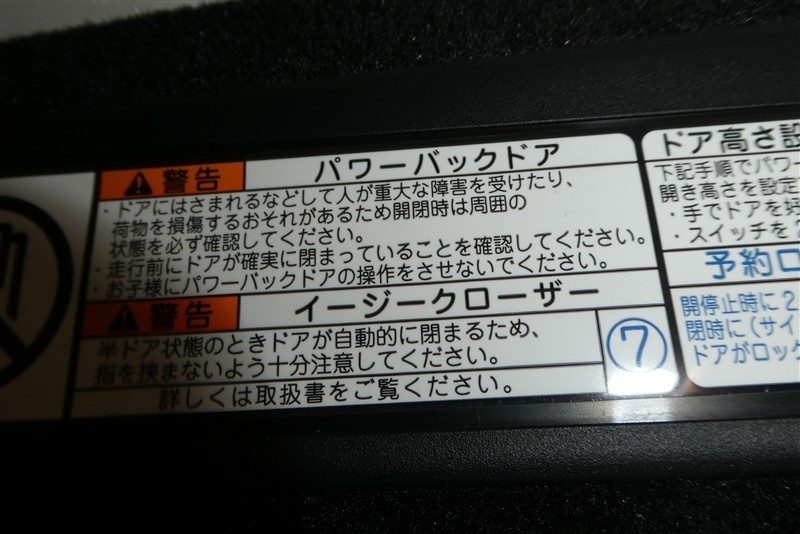 警告 パワーバックドア
・ドアにはさまれるなどして人が重大な障害を受けたり、
荷物を損傷するおそれがあるため開閉時は周囲の
状態を必ず確認してください。
・走行前にドアが確実に閉まっていることを確認してください。
・お子様にパワーバックドアの操作をさせないでください。
警告 イージークローザー
半ドア状態のときドアが自動的に閉まるため、
指を挟まないよう十分注意してください。
⑦
詳しくは取扱書をご覧ください。
ドア高さ設
下記手順でパワー
開き高さを設定
・手でドアを好
・スイッチを2
予約ロ
開停止時に2
閉時に(サイ
ドアがロック